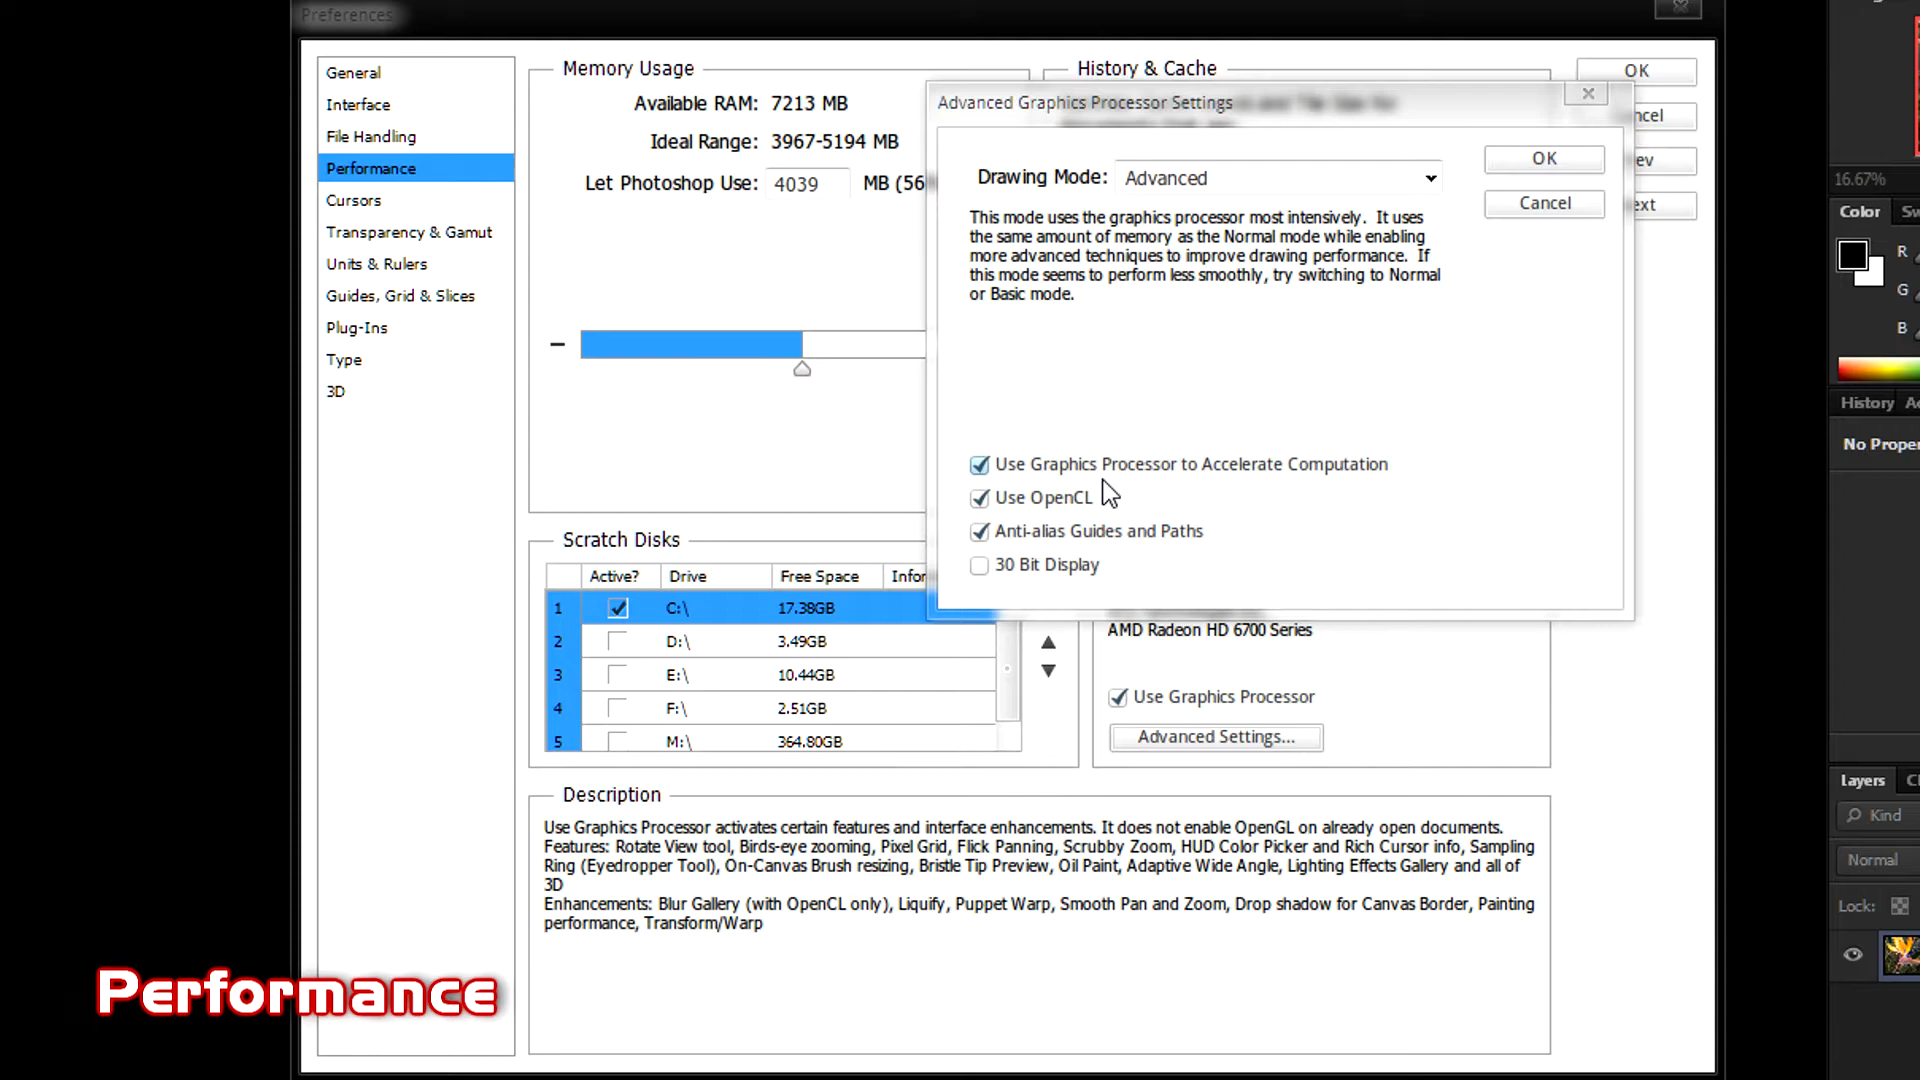 Preferences
General
Interface
File Handling
Performance
Cursors
Transparency & Gamut
Units & Rulers
Guides, Grid & Slices
Plug-Ins
Type
3D
Memory Usage
Available RAM: 7213 MB
Ideal Range: 3967-5194 MB
Let Photoshop Use: 4039 MB (56
History & Cache
OK
ncel
ev
ext
Advanced Graphics Processor Settings
Drawing Mode: Advanced
OK
Cancel
This mode uses the graphics processor most intensively. It uses
the same amount of memory as the Normal mode while enabling
more advanced techniques to improve drawing performance. If
this mode seems to perform less smoothly, try switching to Normal
or Basic mode.
Use Graphics Processor to Accelerate Computation
Use OpenCL
Anti-alias Guides and Paths
30 Bit Display
Scratch Disks
Active? Drive Free Space Infor
1 C:\ 17.38GB
2 D:\ 3.49GB
3 E:\ 10.44GB
4 F:\ 2.51GB
5 M:\ 364.80GB
AMD Radeon HD 6700 Series
Use Graphics Processor
Advanced Settings...
Description
Use Graphics Processor activates certain features and interface enhancements. It does not enable OpenGL on already open documents.
Features: Rotate View tool, Birds-eye zooming, Pixel Grid, Flick Panning, Scrubby Zoom, HUD Color Picker and Rich Cursor info, Sampling
Ring (Eyedropper Tool), On-Canvas Brush resizing, Bristle Tip Preview, Oil Paint, Adaptive Wide Angle, Lighting Effects Gallery and all of
3D
Enhancements: Blur Gallery (with OpenCL only), Liquify, Puppet Warp, Smooth Pan and Zoom, Drop shadow for Canvas Border, Painting
performance, Transform/Warp
Performance
16.67%
Color Sw
R
G
B
History A
No Prope
Layers C
Kind
Normal
Lock: